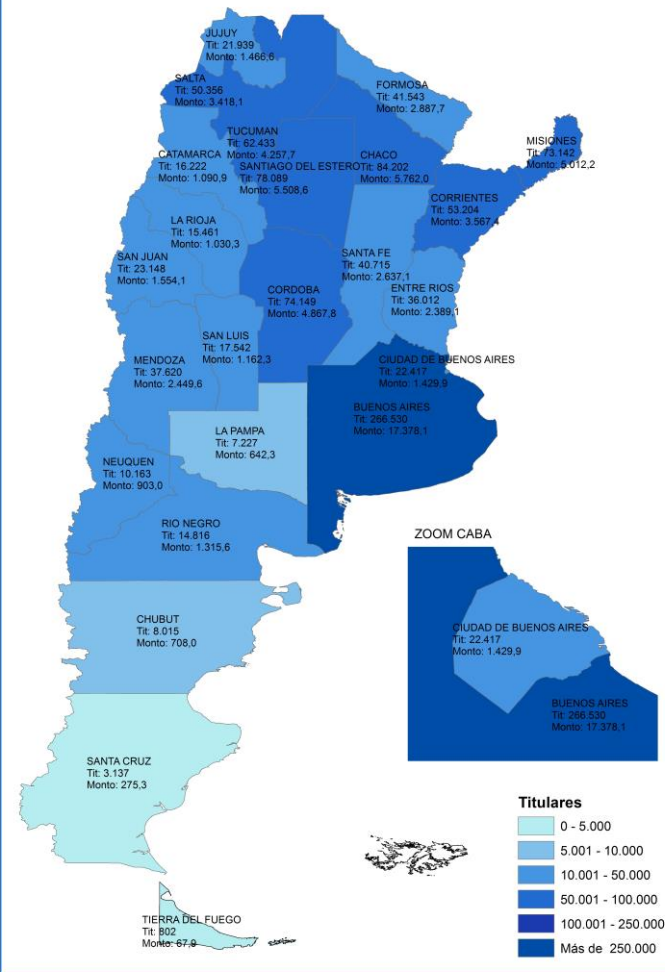 JUJUY
Tit: 21.939
Monto: 1.466,6
SALTA
Tit: 50.356
Monto: 3.418,1
FORMOSA
Tit: 41.543
Monto: 2.887,7
TUCUMAN
Tit: 62.433
Monto: 4.257,7
MISIONES
Tit: 73.142
Monto: 5.012,2
CATAMARCA
Tit: 16.222
Monto: 1.090,9
SANTIAGO DEL ESTERO
Tit: 78.089
Monto: 5.508,6
CHACO
Tit: 84.202
Monto: 5.762,0
CORRIENTES
Tit: 53.204
Monto: 3.567,4
LA RIOJA
Tit: 15.461
Monto: 1.030,3
SAN JUAN
Tit: 23.148
Monto: 1.554,1
SANTA FE
Tit: 40.715
Monto: 2.637,1
CORDOBA
Tit: 74.149
Monto: 4.867,8
ENTRE RIOS
Tit: 36.012
Monto: 2.389,1
SAN LUIS
Tit: 17.542
Monto: 1.162,3
MENDOZA
Tit: 37.620
Monto: 2.449,6
CIUDAD DE BUENOS AIRES
Tit: 22.417
Monto: 1.429,9
BUENOS AIRES
Tit: 266.530
Monto: 17.378,1
LA PAMPA
Tit: 7.227
Monto: 642,3
NEUQUEN
Tit: 10.163
Monto: 903,0
RIO NEGRO
Tit: 14.816
Monto: 1.315,6
ZOOM CABA
CIUDAD DE BUENOS AIRES
Tit: 22.417
Monto: 1.429,9
BUENOS AIRES
Tit: 266.530
Monto: 17.378,1
CHUBUT
Tit: 8.015
Monto: 708,0
SANTA CRUZ
Tit: 3.137
Monto: 275,3
TIERRA DEL FUEGO
Tit: 802
Monto: 67,9
Titulares
0 - 5.000
5.001 - 10.000
10.001 - 50.000
50.001 - 100.000
100.001 - 250.000
Más de 250.000